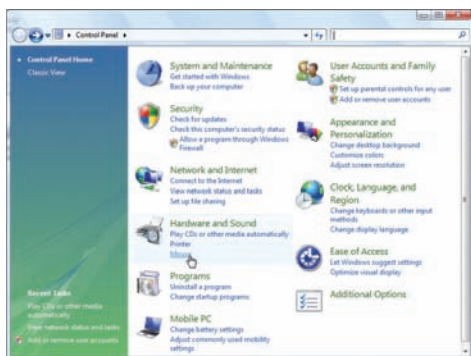 Control Panel
Control Panel Home
Classic View
System and Maintenance
Get started with Windows
Back up your computer
Security
Check for updates
Check this computer's security status
Allow a program through Windows
Firewall
Network and Internet
Connect to the Internet
View network status and tasks
Set up file sharing
Hardware and Sound
Play CDs or other media automatically
Printer
Mouse
Programs
Uninstall a program
Change startup programs
Mobile PC
Change battery settings
Adjust commonly used mobility
settings
User Accounts and Family
Safety
Set up parental controls for any user
Add or remove user accounts
Appearance and
Personalization
Change desktop background
Customize colors
Adjust screen resolution
Clock, Language, and
Region
Change keyboards or other input
methods
Change display language
Ease of Access
Let Windows suggest settings
Optimize visual display
Additional Options
Recent Tasks
Play CDs or other media
automatically
View network status and tasks
Add or remove user accounts